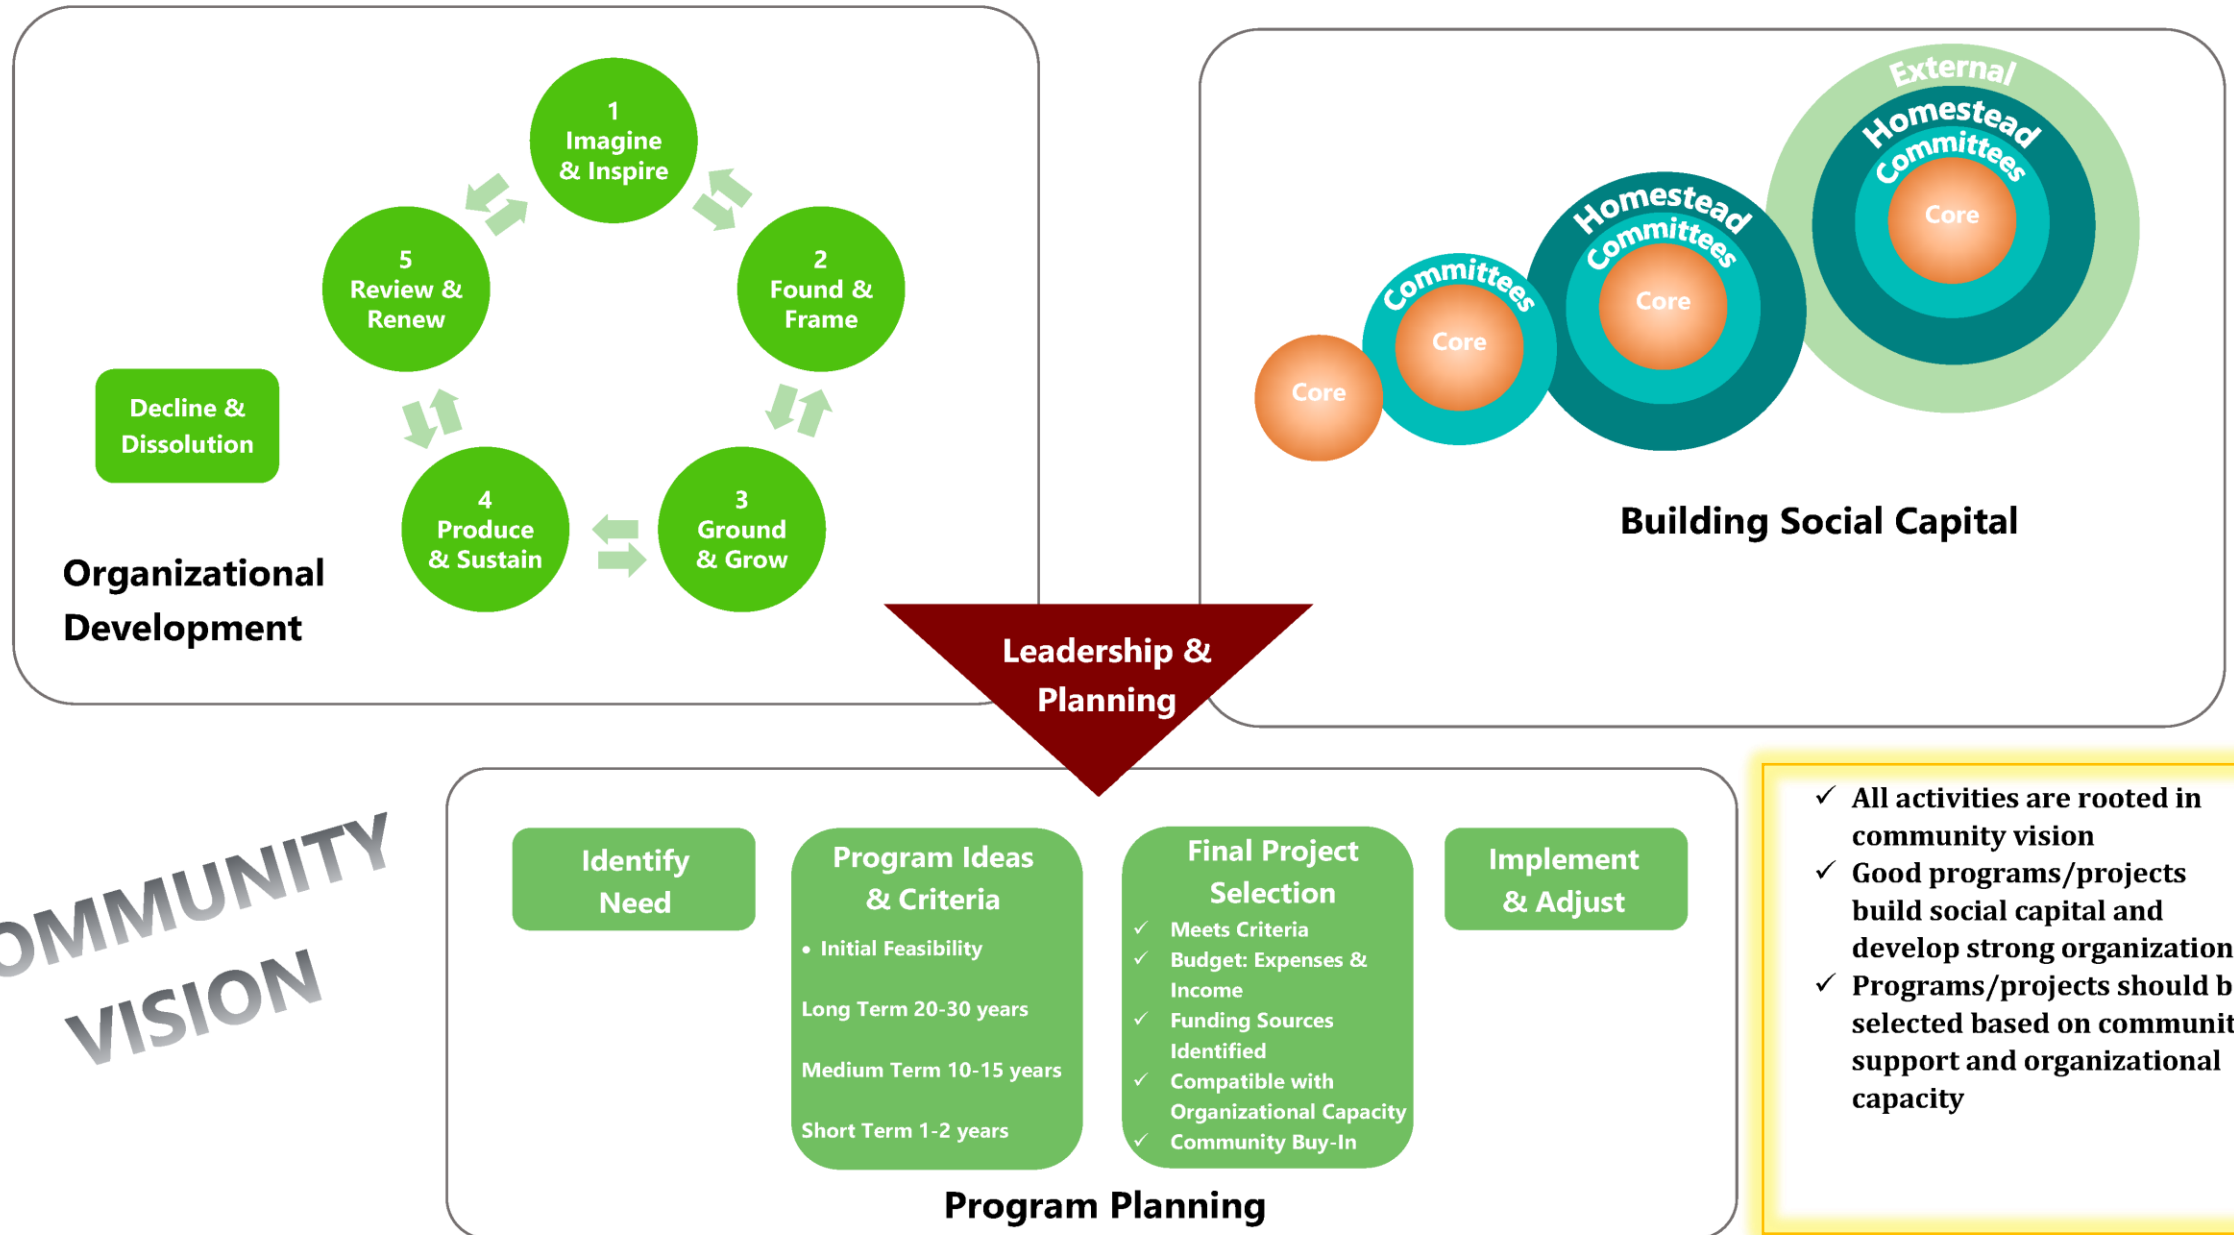 1
Imagine
& Inspire
2
Found &
Frame
3
Ground
& Grow
4
Produce
& Sustain
5
Review &
Renew
Decline &
Dissolution
Organizational
Development
External
Homestead
Committees
Core
Homestead
Committees
Core
Committees
Core
Core
Building Social Capital
Leadership &
Planning
OMMUNITY
VISION
Identify
Need
Program Ideas
& Criteria
• Initial Feasibility
Long Term 20-30 years
Medium Term 10-15 years
Short Term 1-2 years
Final Project
Selection
✓ Meets Criteria
✓ Budget: Expenses &
Income
✓ Funding Sources
Identified
✓ Compatible with
Organizational Capacity
✓ Community Buy-In
Implement
& Adjust
Program Planning
✓ All activities are rooted in
community vision
✓ Good programs/projects
build social capital and
develop strong organization
✓ Programs/projects should b
selected based on communit
support and organizational
capacity